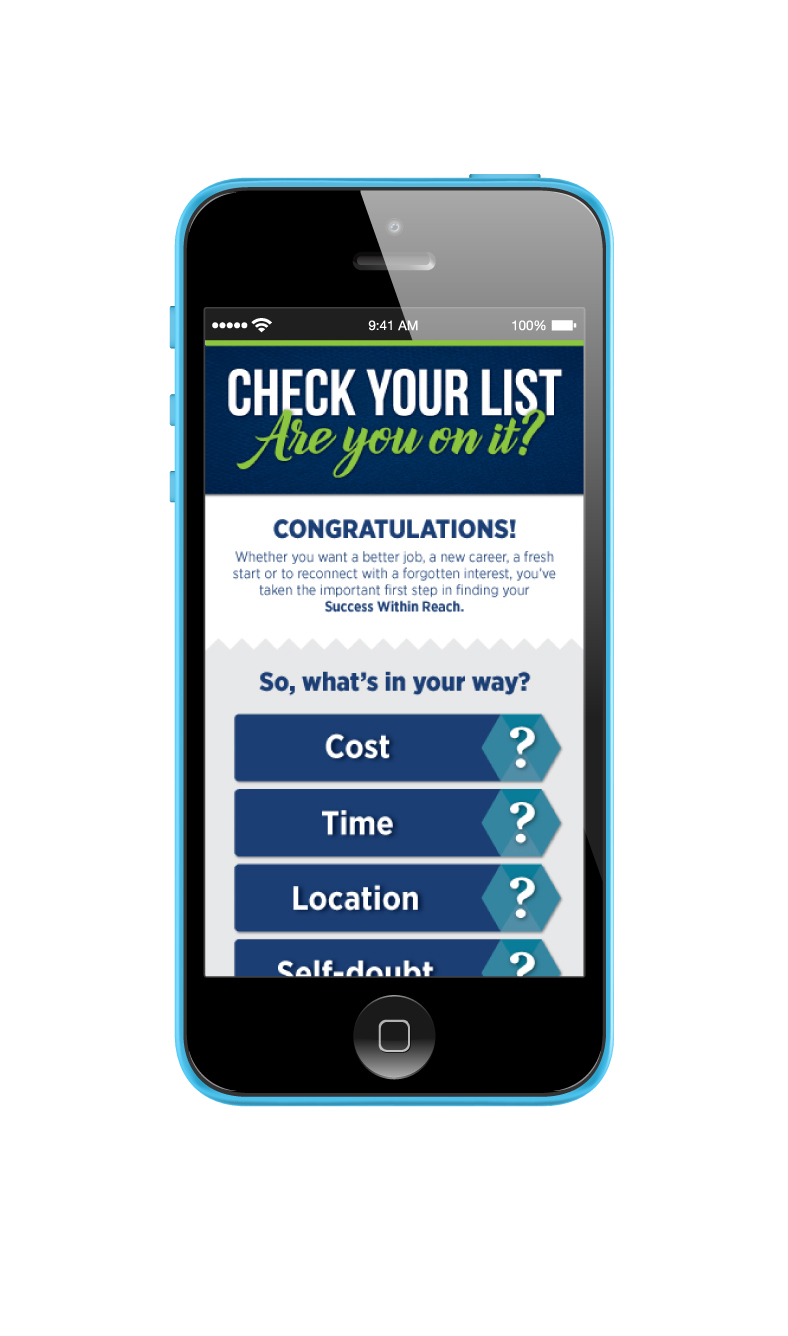 9:41 AM 100%
CHECK YOUR LIST
Are you on it?
CONGRATULATIONS!
Whether you want a better job, a new career, a fresh
start or to reconnect with a forgotten interest, you've
taken the important first step in finding your
Success Within Reach.
So, what's in your way?
Cost ?
Time ?
Location ?
Self-doubt ?